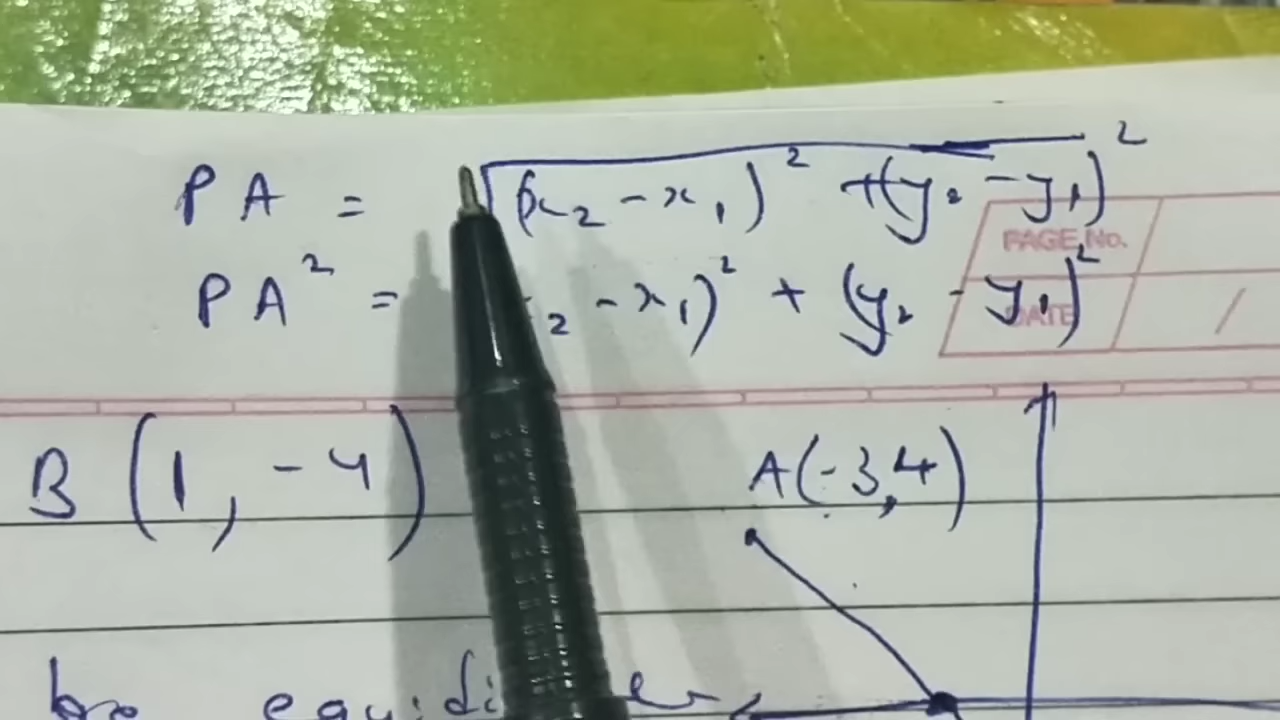 PA = √(x₂ - x₁)² + (y₂ - y₁)²
PAGE No.
PA² = ₂ - x₁)² + (y₂ - y₁)²
DATE /
B (1, -4)
A(-3,4)